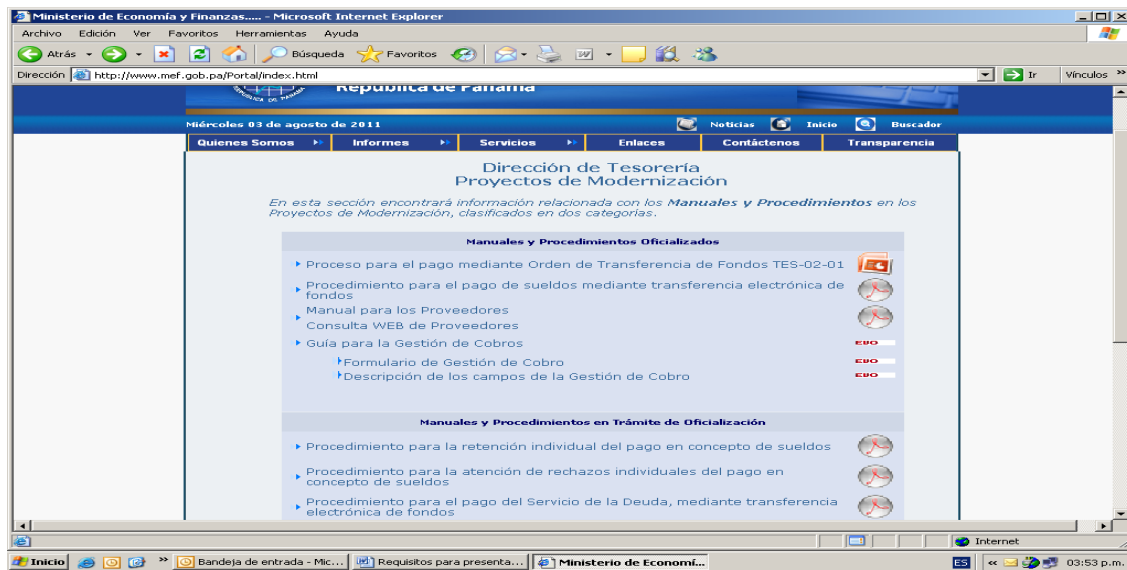 Ministerio de Economía y Finanzas..... - Microsoft Internet Explorer
Archivo Edición Ver Favoritos Herramientas Ayuda
Atrás Búsqueda Favoritos
Dirección http://www.mef.gob.pa/Portal/index.html Ir Vínculos »
República de Panamá
Miércoles 03 de agosto de 2011 Noticias Inicio Buscador
Quienes Somos Informes Servicios Enlaces Contáctenos Transparencia
Dirección de Tesorería
Proyectos de Modernización
En esta sección encontrará información relacionada con los Manuales y Procedimientos en los
Proyectos de Modernización, clasificados en dos categorías.
Manuales y Procedimientos Oficializados
Proceso para el pago mediante Orden de Transferencia de Fondos TES-02-01
Procedimiento para el pago de sueldos mediante transferencia electrónica de
fondos
Manual para los Proveedores
Consulta WEB de Proveedores
Guía para la Gestión de Cobros
Formulario de Gestión de Cobro
Descripción de los campos de la Gestión de Cobro
Manuales y Procedimientos en Trámite de Oficialización
Procedimiento para la retención individual del pago en concepto de sueldos
Procedimiento para la atención de rechazos individuales del pago en
concepto de sueldos
Procedimiento para el pago del Servicio de la Deuda, mediante transferencia
electrónica de fondos
Internet
Inicio » Bandeja de entrada - Mic... Requisitos para presenta... Ministerio de Economí... ES « 03:53 p.m.